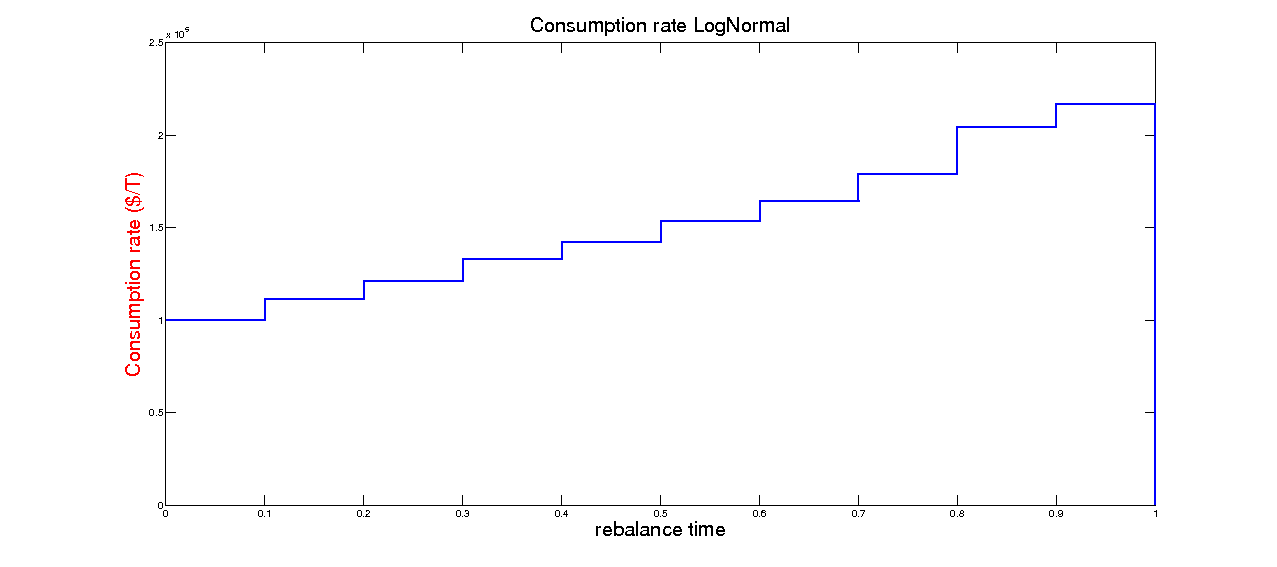 Consumption rate LogNormal
x 10^5
2.5
2
1.5
1
0.5
0
Consumption rate ($/T)
0 0.1 0.2 0.3 0.4 0.5 0.6 0.7 0.8 0.9 1
rebalance time